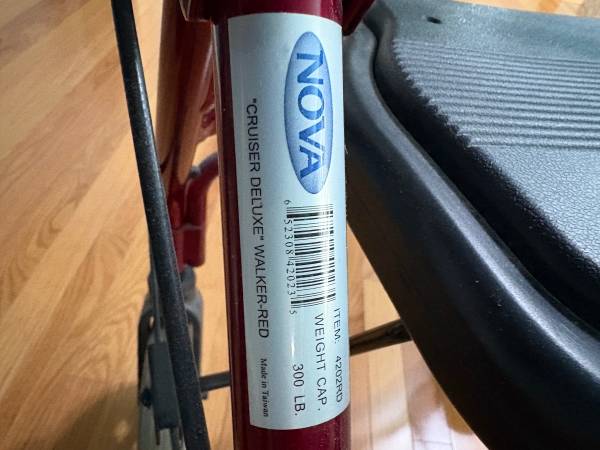 NOVA
ITEM. 4202RD
WEIGHT CAP.
300 LB.
6 52308 42023 5
"CRUISER DELUXE" WALKER-RED
Made in Taiwan